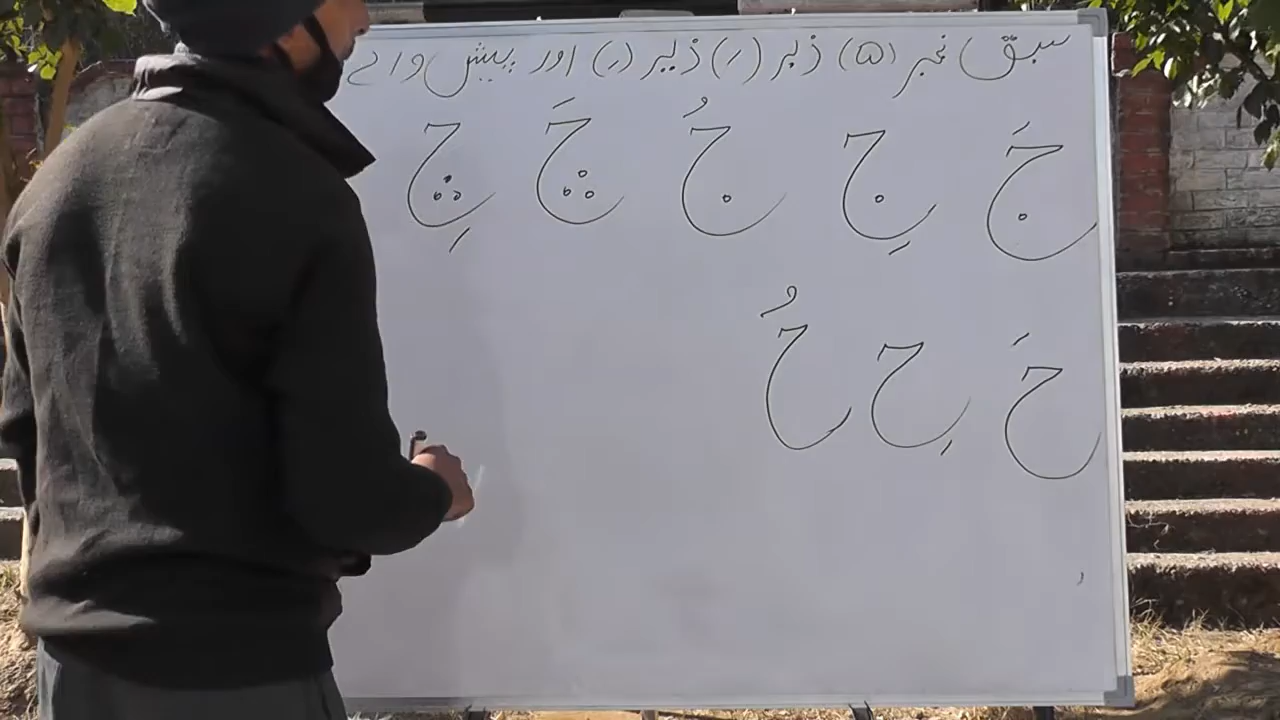 سبق نمبر (۵) زبر (َ) زیر (ِ) اور پیش والے
جَ جِ جُ چَ چِ
حَ حِ حُ